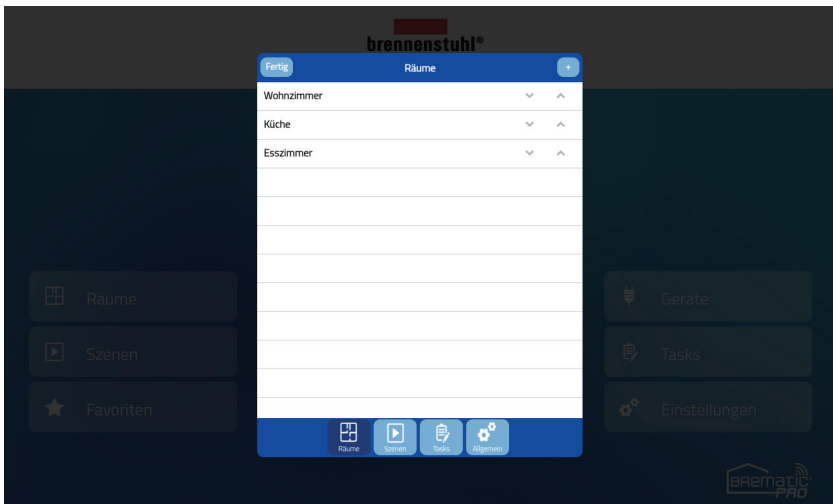 brennenstuhl®
Fertig
Räume
+
Wohnzimmer
Küche
Esszimmer
Räume
Szenen
Favoriten
Geräte
Tasks
Einstellungen
Räume
Szenen
Tasks
Allgemein
BREMATIC
PRO